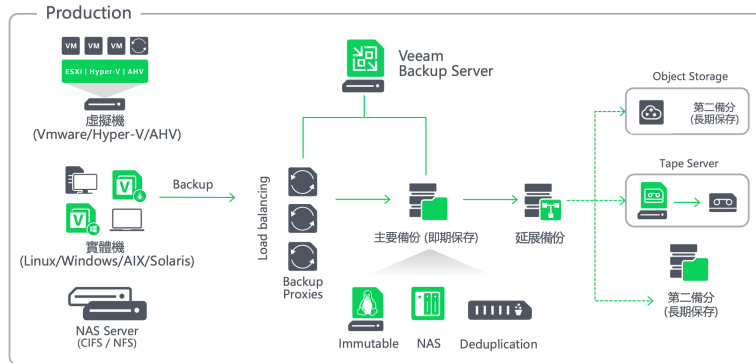 Production
VM VM VM
ESXi | Hyper-V | AHV
虛擬機
(Vmware/Hyper-V/AHV)
Veeam
Backup Server
實體機
(Linux/Windows/AIX/Solaris)
NAS Server
(CIFS / NFS)
Backup
Load balancing
Backup
Proxies
主要備份 (即期保存)
Immutable
NAS
Deduplication
延展備份
Object Storage
第二備分
(長期保存)
Tape Server
第二備分
(長期保存)